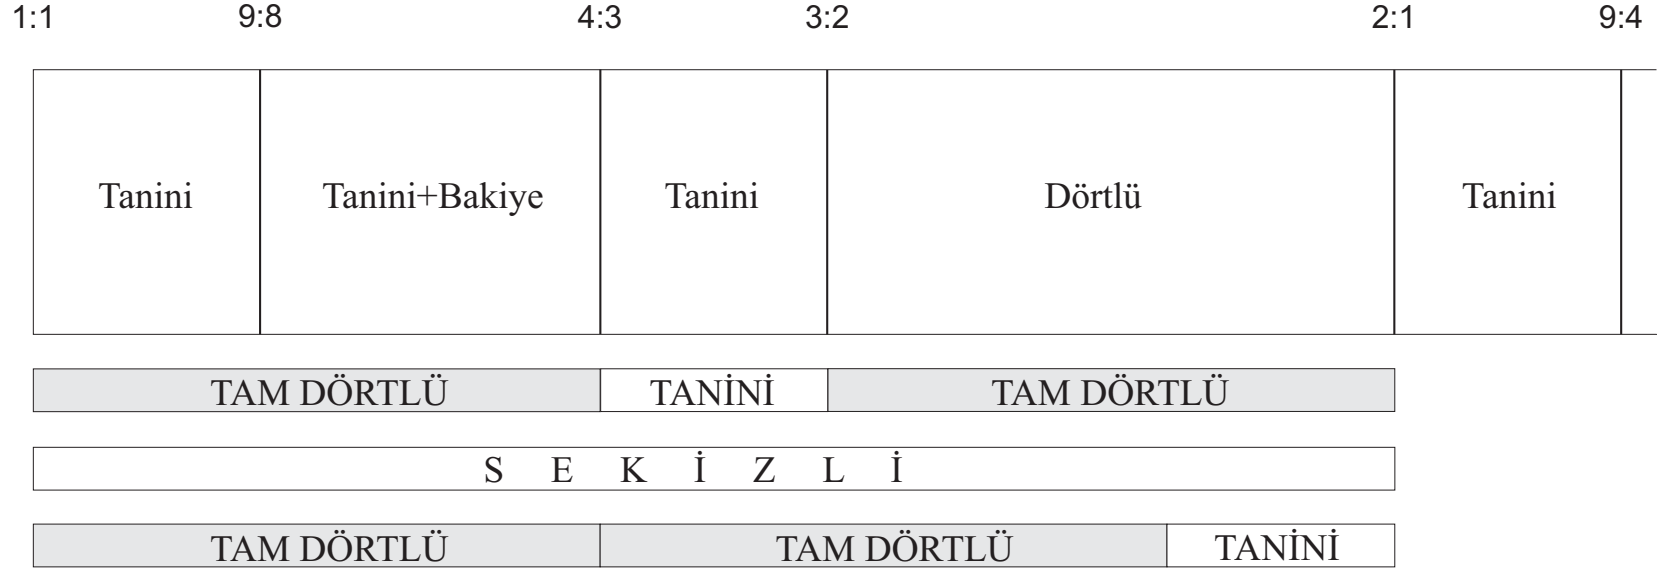 1:1 9:8 4:3 3:2 2:1 9:4
Tanini Tanini+Bakiye Tanini Dörtlü Tanini
TAM DÖRTLÜ TANİNİ TAM DÖRTLÜ
S E K İ Z L İ
TAM DÖRTLÜ TAM DÖRTLÜ TANİNİ